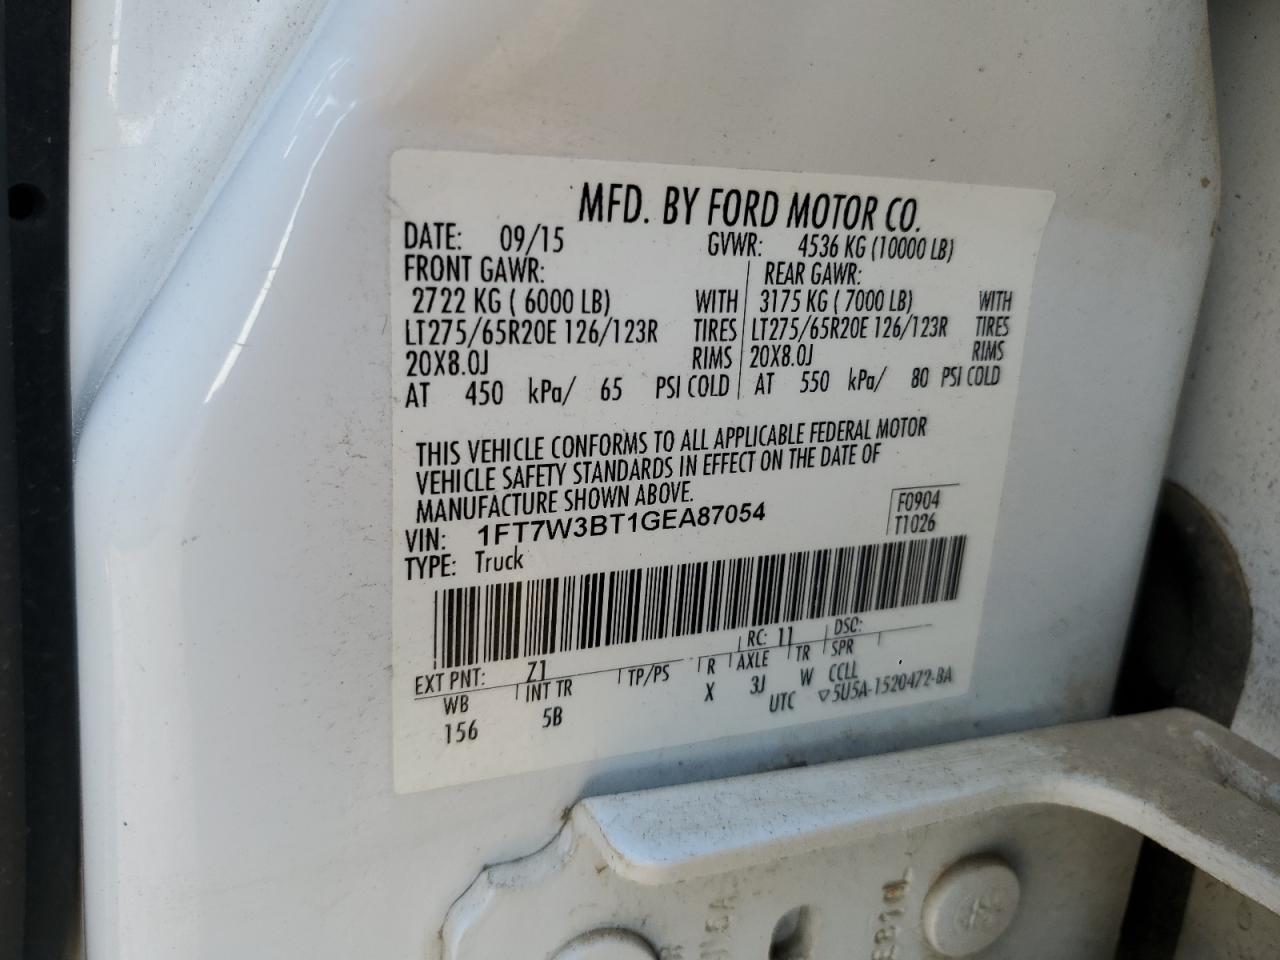 MFD. BY FORD MOTOR CO.
DATE: 09/15 GVWR: 4536 KG (10000 LB)
FRONT GAWR: REAR GAWR:
2722 KG ( 6000 LB) WITH 3175 KG ( 7000 LB) WITH
LT275/65R20E 126/123R TIRES LT275/65R20E 126/123R TIRES
20X8.0J RIMS 20X8.0J RIMS
AT 450 kPa/ 65 PSI COLD AT 550 kPa/ 80 PSI COLD
THIS VEHICLE CONFORMS TO ALL APPLICABLE FEDERAL MOTOR
VEHICLE SAFETY STANDARDS IN EFFECT ON THE DATE OF
MANUFACTURE SHOWN ABOVE.
F0904
VIN: 1FT7W3BT1GEA87054 T1026
TYPE: Truck
EXT PNT: Z1 RC: 11 DSO:
WB INT TR TP/PS R AXLE TR SPR
156 5B X 3J W CCLL
UTC ▽5U5A-1520472-BA